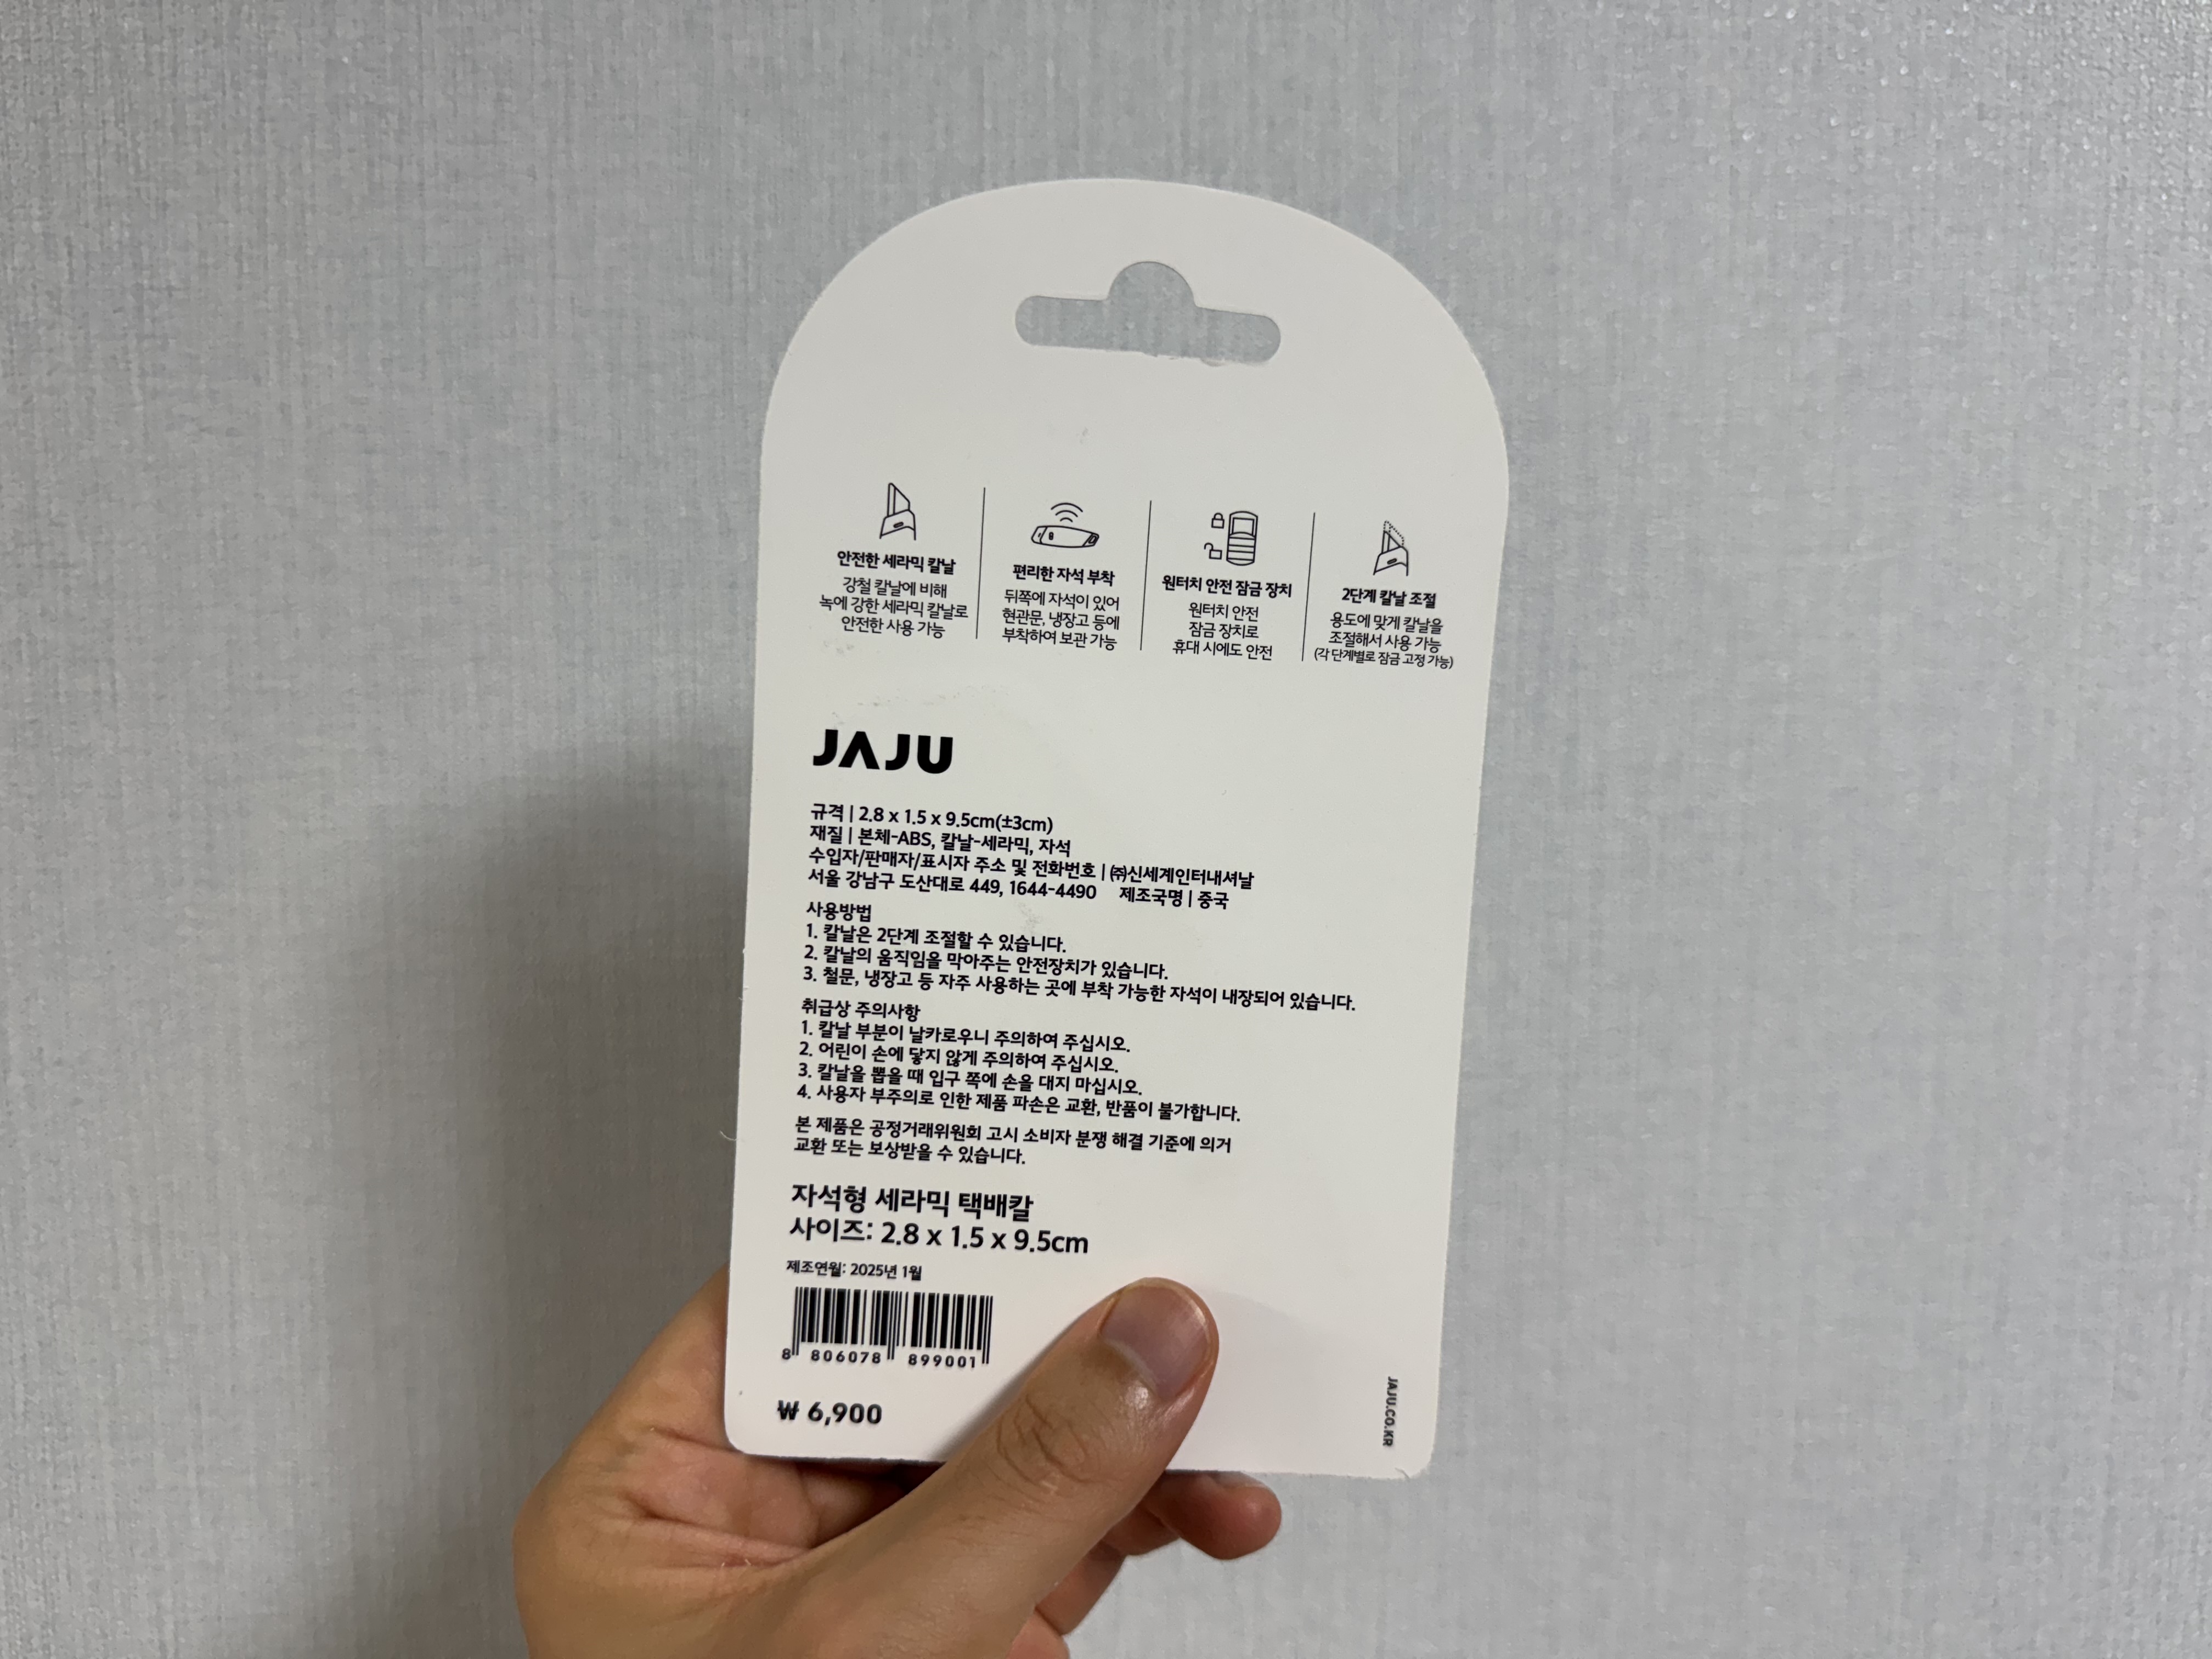 안전한 세라믹 칼날
강철 칼날에 비해
녹에 강한 세라믹 칼날로
안전한 사용 가능
편리한 자석 부착
뒤쪽에 자석이 있어
현관문, 냉장고 등에
부착하여 보관 가능
원터치 안전 잠금 장치
원터치 안전
잠금 장치로
휴대 시에도 안전
2단계 칼날 조절
용도에 맞게 칼날을
조절해서 사용 가능
(각 단계별로 잠금 고정 가능)
JAJU
규격 | 2.8 x 1.5 x 9.5cm(±3cm)
재질 | 본체-ABS, 칼날-세라믹, 자석
수입자/판매자/표시자 주소 및 전화번호 | ㈜신세계인터내셔날
서울 강남구 도산대로 449, 1644-4490 제조국명 | 중국
사용방법
1. 칼날은 2단계 조절할 수 있습니다.
2. 칼날의 움직임을 막아주는 안전장치가 있습니다.
3. 철문, 냉장고 등 자주 사용하는 곳에 부착 가능한 자석이 내장되어 있습니다.
취급상 주의사항
1. 칼날 부분이 날카로우니 주의하여 주십시오.
2. 어린이 손에 닿지 않게 주의하여 주십시오.
3. 칼날을 뽑을 때 입구 쪽에 손을 대지 마십시오.
4. 사용자 부주의로 인한 제품 파손은 교환, 반품이 불가합니다.
본 제품은 공정거래위원회 고시 소비자 분쟁 해결 기준에 의거
교환 또는 보상받을 수 있습니다.
자석형 세라믹 택배칼
사이즈: 2.8 x 1.5 x 9.5cm
제조연월: 2025년 1월
8 806078 899001
₩ 6,900
JAJU.CO.KR